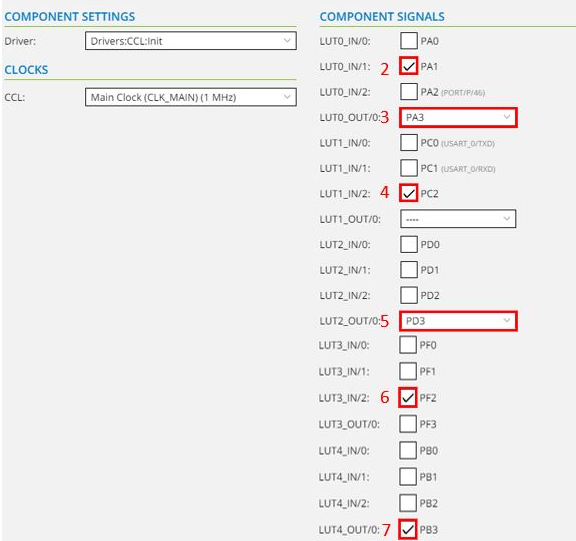 COMPONENT SETTINGS
Driver: Drivers:CCL:Init
CLOCKS
CCL: Main Clock (CLK_MAIN) (1 MHz)
COMPONENT SIGNALS
LUT0_IN/0: PA0
LUT0_IN/1: 2 PA1
LUT0_IN/2: PA2 (PORT/P/46)
LUT0_OUT/0: 3 PA3
LUT1_IN/0: PC0 (USART_0/TXD)
LUT1_IN/1: PC1 (USART_0/RXD)
LUT1_IN/2: 4 PC2
LUT1_OUT/0: ----
LUT2_IN/0: PD0
LUT2_IN/1: PD1
LUT2_IN/2: PD2
LUT2_OUT/0: 5 PD3
LUT3_IN/0: PF0
LUT3_IN/1: PF1
LUT3_IN/2: 6 PF2
LUT3_OUT/0: PF3
LUT4_IN/0: PB0
LUT4_IN/1: PB1
LUT4_IN/2: PB2
LUT4_OUT/0: 7 PB3